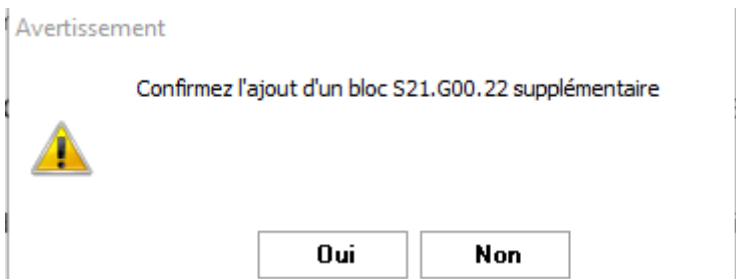 Avertissement
Confirmez l'ajout d'un bloc S21.G00.22 supplémentaire
Oui
Non